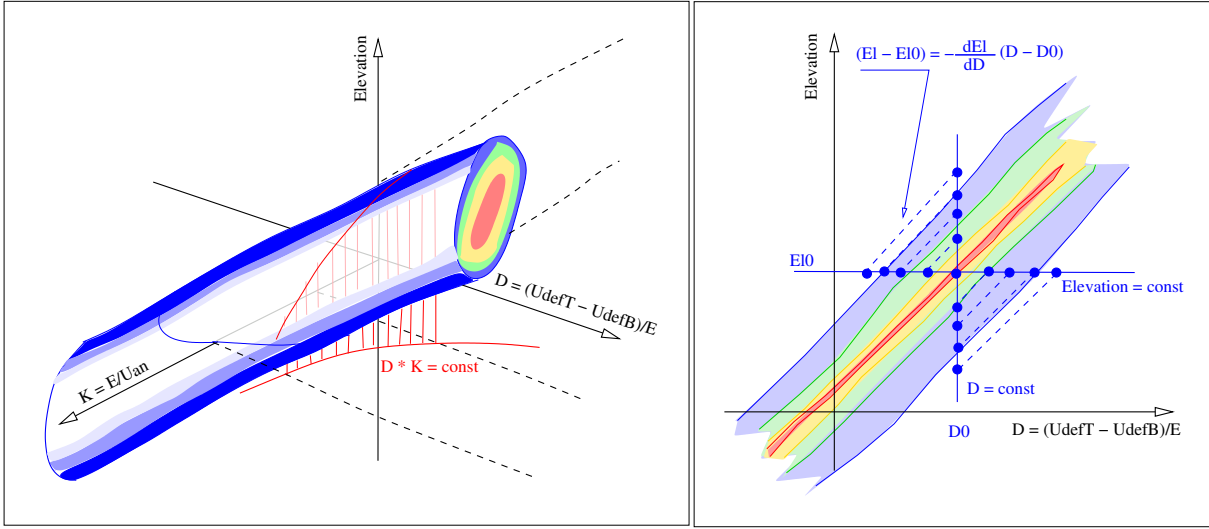 Elevation
D = (UdefT − UdefB)/E
K = E/Uan
D * K = const
Elevation
(El − El0) = − dEl/dD (D − D0)
El0
Elevation = const
D = const
D0
D = (UdefT − UdefB)/E